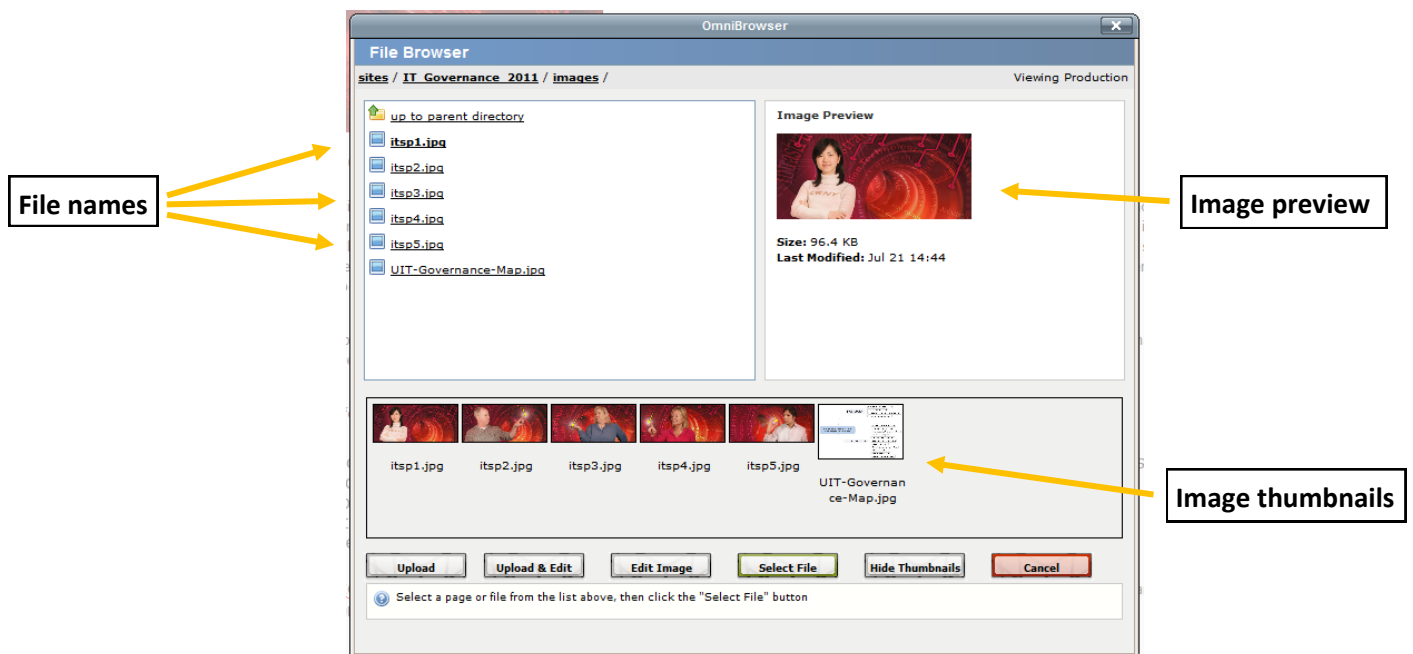 OmniBrowser
File Browser
sites / IT_Governance_2011 / images /
Viewing Production
up to parent directory
itsp1.jpg
itsp2.jpg
itsp3.jpg
itsp4.jpg
itsp5.jpg
UIT-Governance-Map.jpg
Image Preview
Size: 96.4 KB
Last Modified: Jul 21 14:44
File names
Image preview
itsp1.jpg
itsp2.jpg
itsp3.jpg
itsp4.jpg
itsp5.jpg
UIT-Governan
ce-Map.jpg
Image thumbnails
Upload
Upload & Edit
Edit Image
Select File
Hide Thumbnails
Cancel
Select a page or file from the list above, then click the "Select File" button